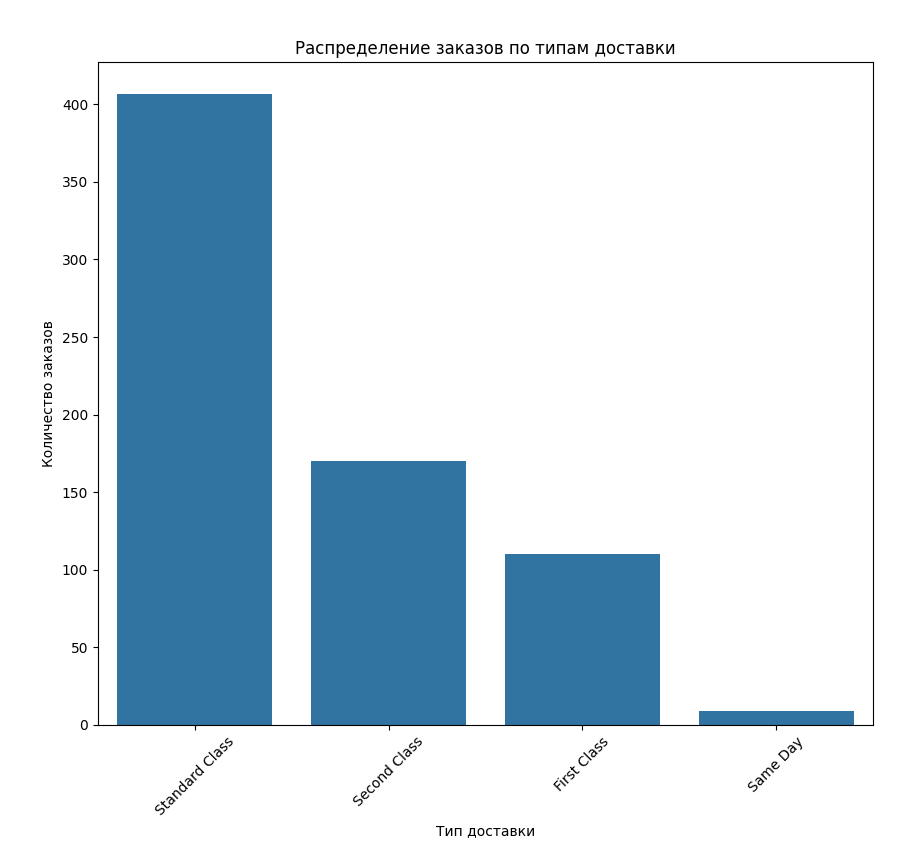 Распределение заказов по типам доставки
Количество заказов
400
350
300
250
200
150
100
50
0
Standard Class
Second Class
First Class
Same Day
Тип доставки